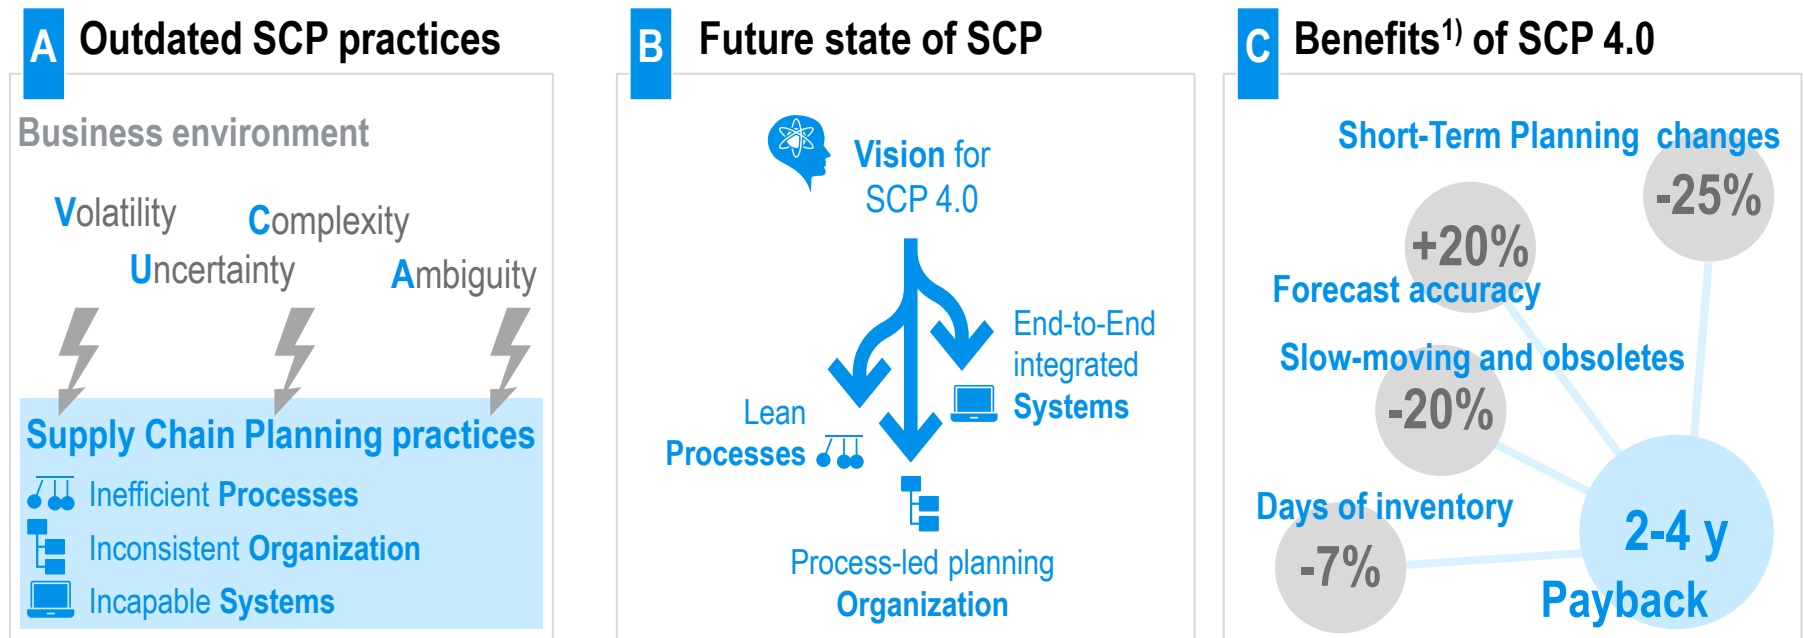 A Outdated SCP practices
Business environment
Volatility
Complexity
Uncertainty
Ambiguity
Supply Chain Planning practices
Inefficient Processes
Inconsistent Organization
Incapable Systems
B Future state of SCP
Vision for
SCP 4.0
End-to-End
integrated
Systems
Lean
Processes
Process-led planning
Organization
C Benefits1) of SCP 4.0
Short-Term Planning changes
-25%
+20%
Forecast accuracy
Slow-moving and obsoletes
-20%
Days of inventory
-7%
2-4 y
Payback